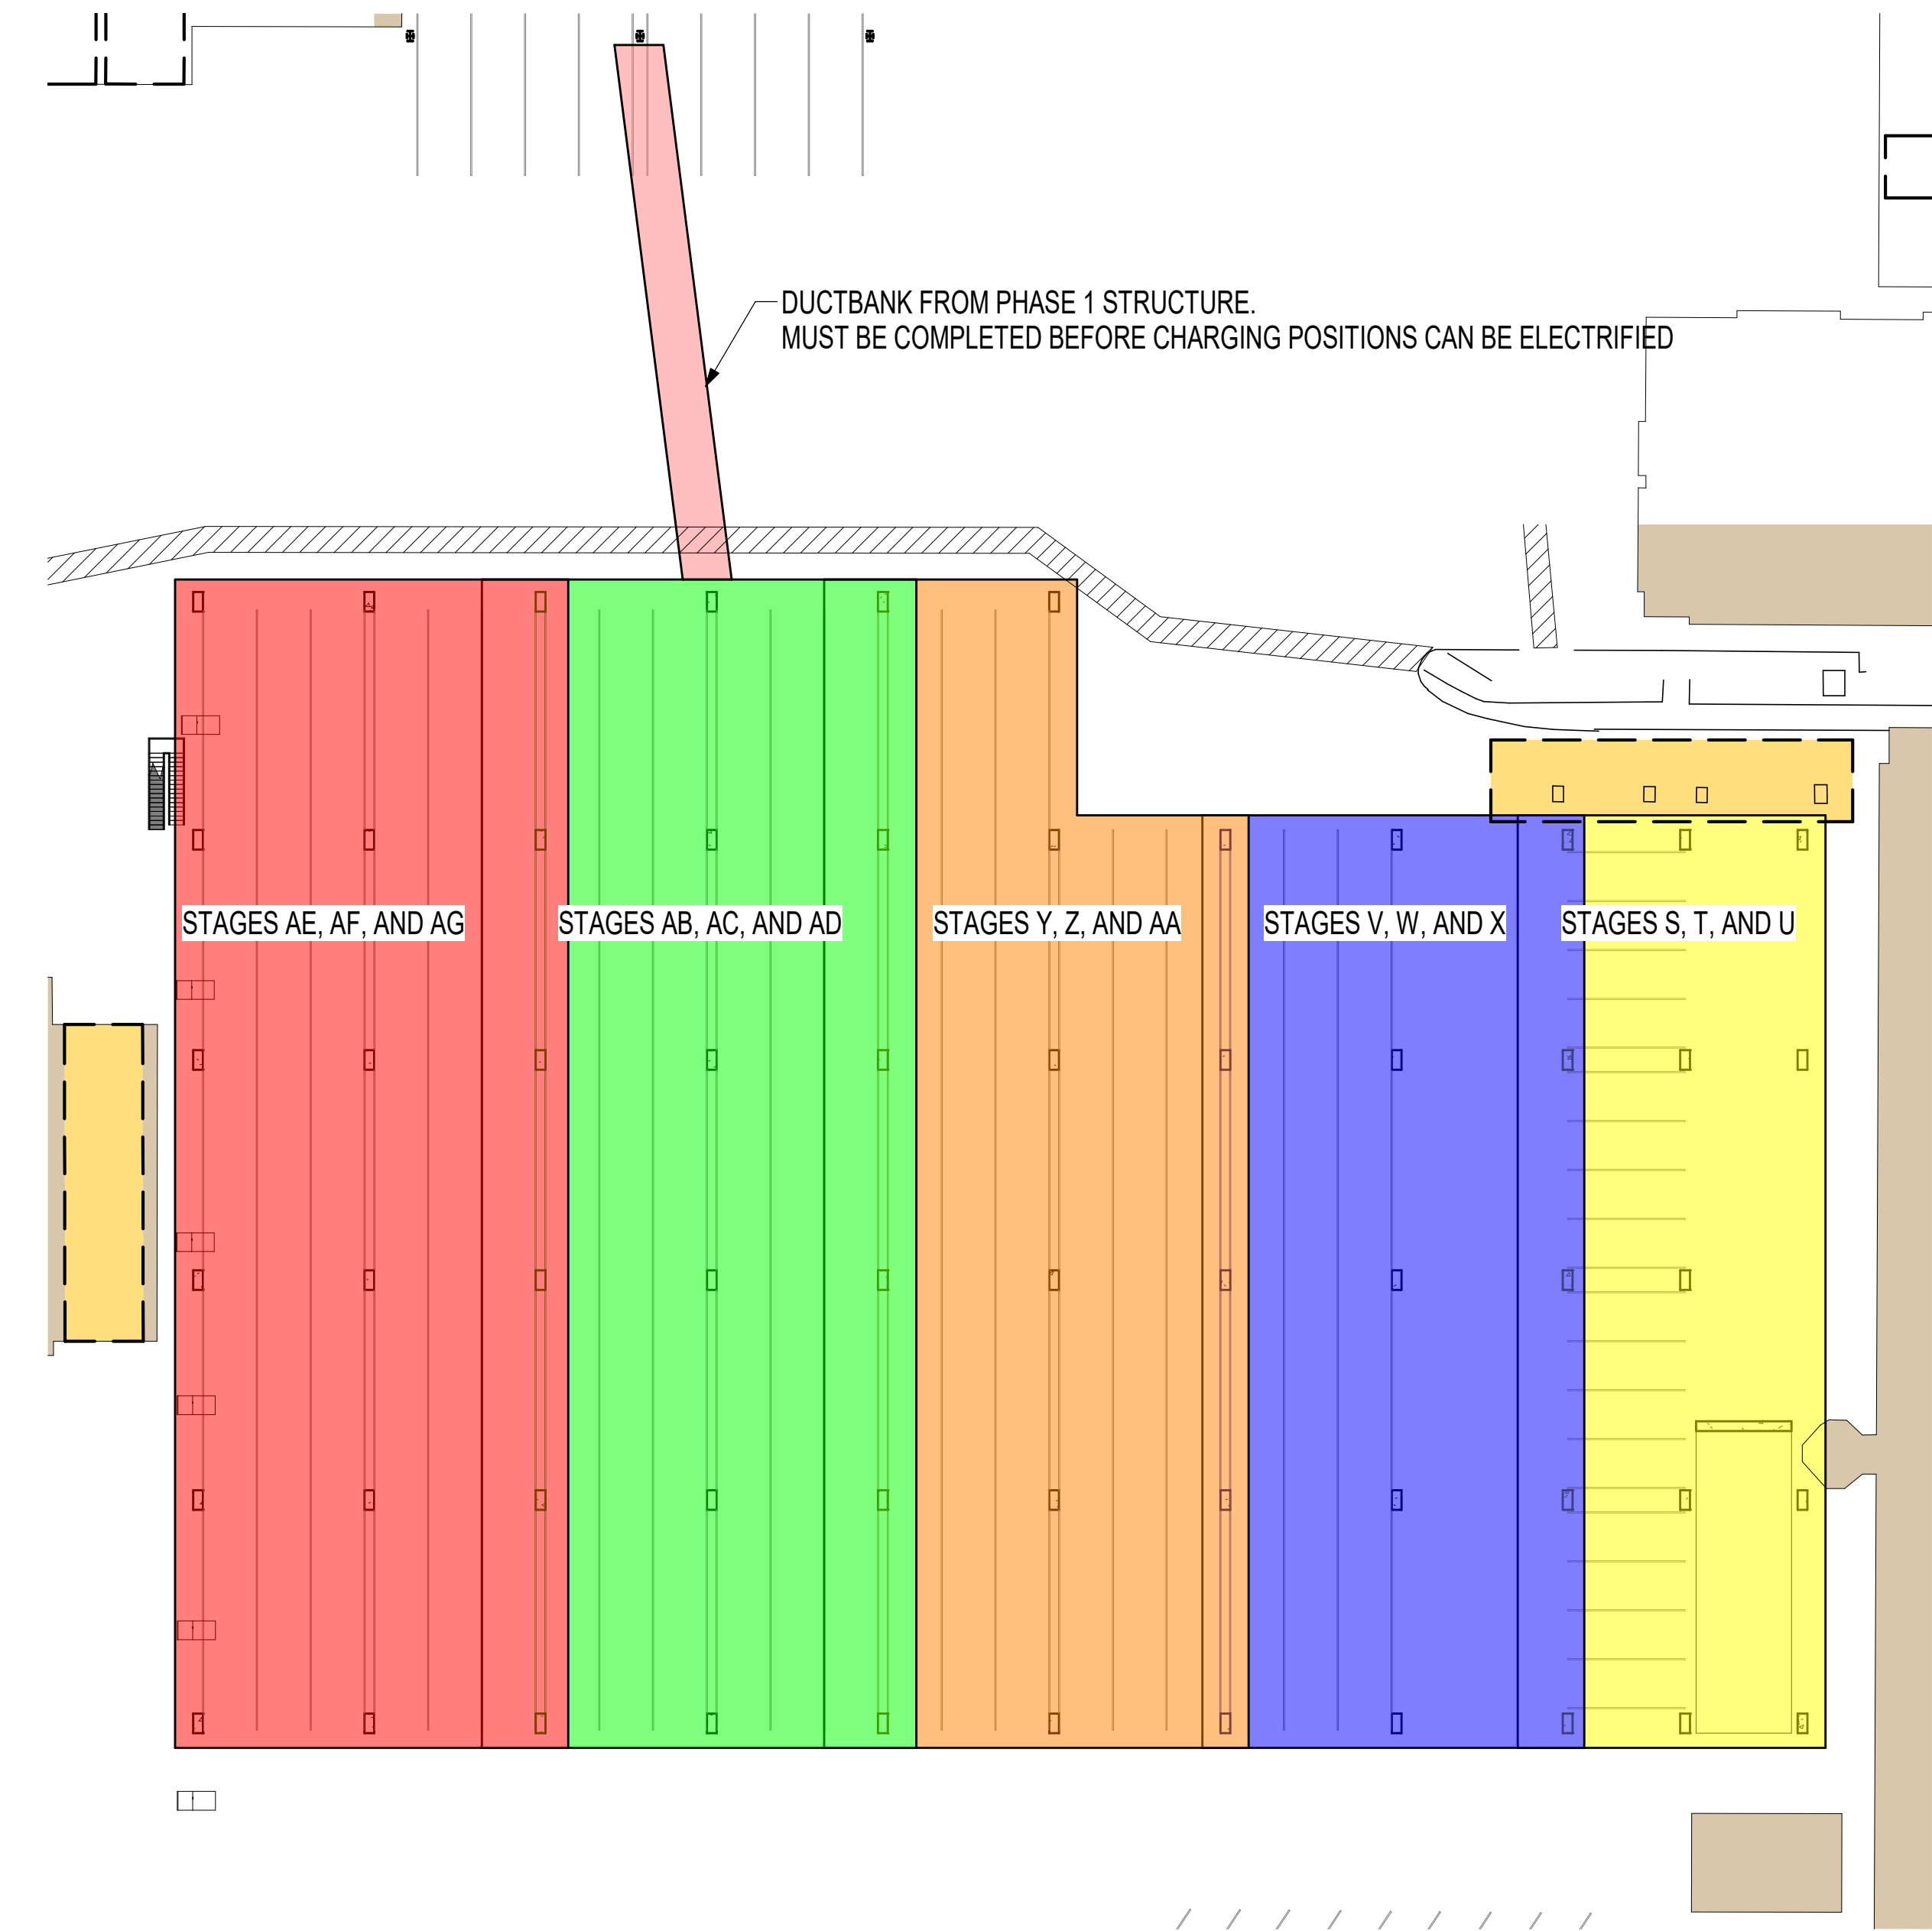 DUCTBANK FROM PHASE 1 STRUCTURE.
MUST BE COMPLETED BEFORE CHARGING POSITIONS CAN BE ELECTRIFIED
STAGES AE, AF, AND AG
STAGES AB, AC, AND AD
STAGES Y, Z, AND AA
STAGES V, W, AND X
STAGES S, T, AND U